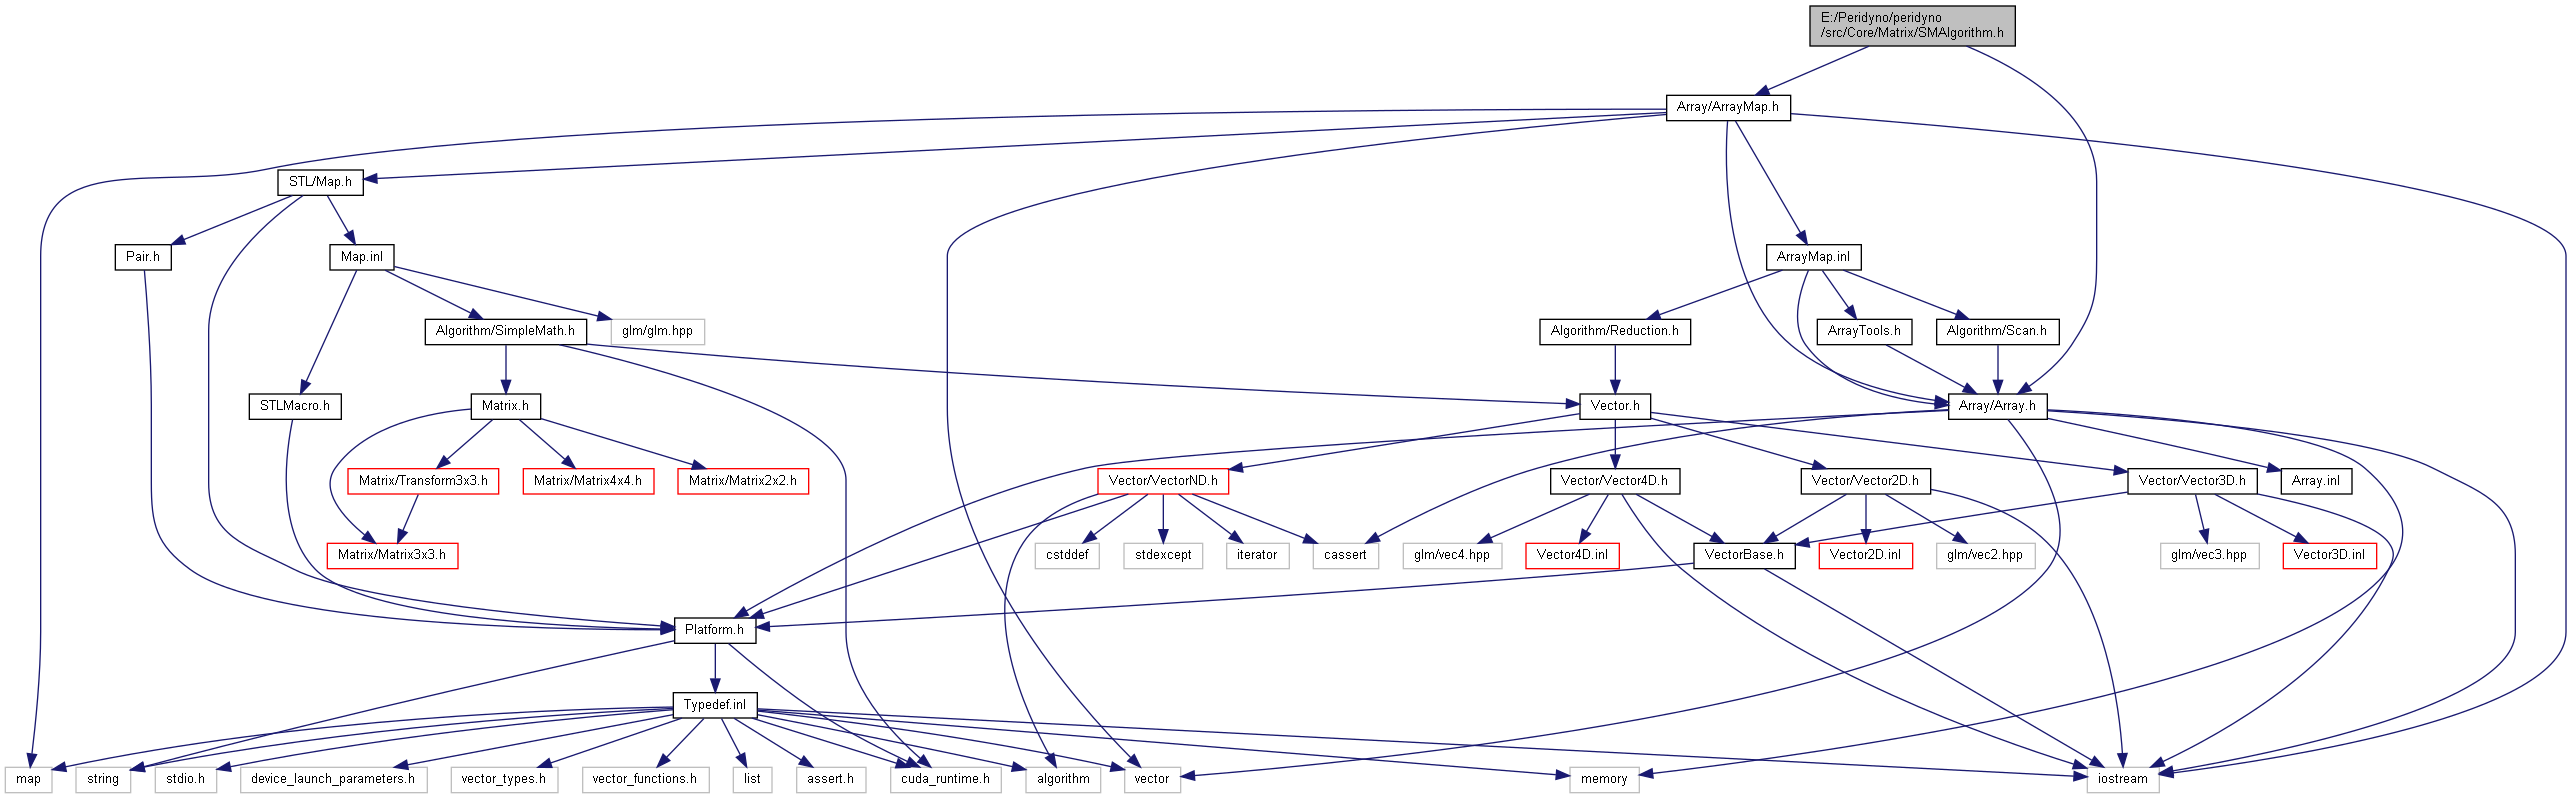 E:/Peridyno/peridyno
/src/Core/Matrix/SMAlgorithm.h
Array/ArrayMap.h
STL/Map.h
Pair.h
Map.inl
ArrayMap.inl
Algorithm/SimpleMath.h
glm/glm.hpp
Algorithm/Reduction.h
ArrayTools.h
Algorithm/Scan.h
STLMacro.h
Matrix.h
Vector.h
Array/Array.h
Matrix/Transform3x3.h
Matrix/Matrix4x4.h
Matrix/Matrix2x2.h
Vector/VectorND.h
Vector/Vector4D.h
Vector/Vector2D.h
Vector/Vector3D.h
Array.inl
Matrix/Matrix3x3.h
cstddef
stdexcept
iterator
cassert
glm/vec4.hpp
Vector4D.inl
VectorBase.h
Vector2D.inl
glm/vec2.hpp
glm/vec3.hpp
Vector3D.inl
Platform.h
Typedef.inl
map
string
stdio.h
device_launch_parameters.h
vector_types.h
vector_functions.h
list
assert.h
cuda_runtime.h
algorithm
vector
memory
iostream